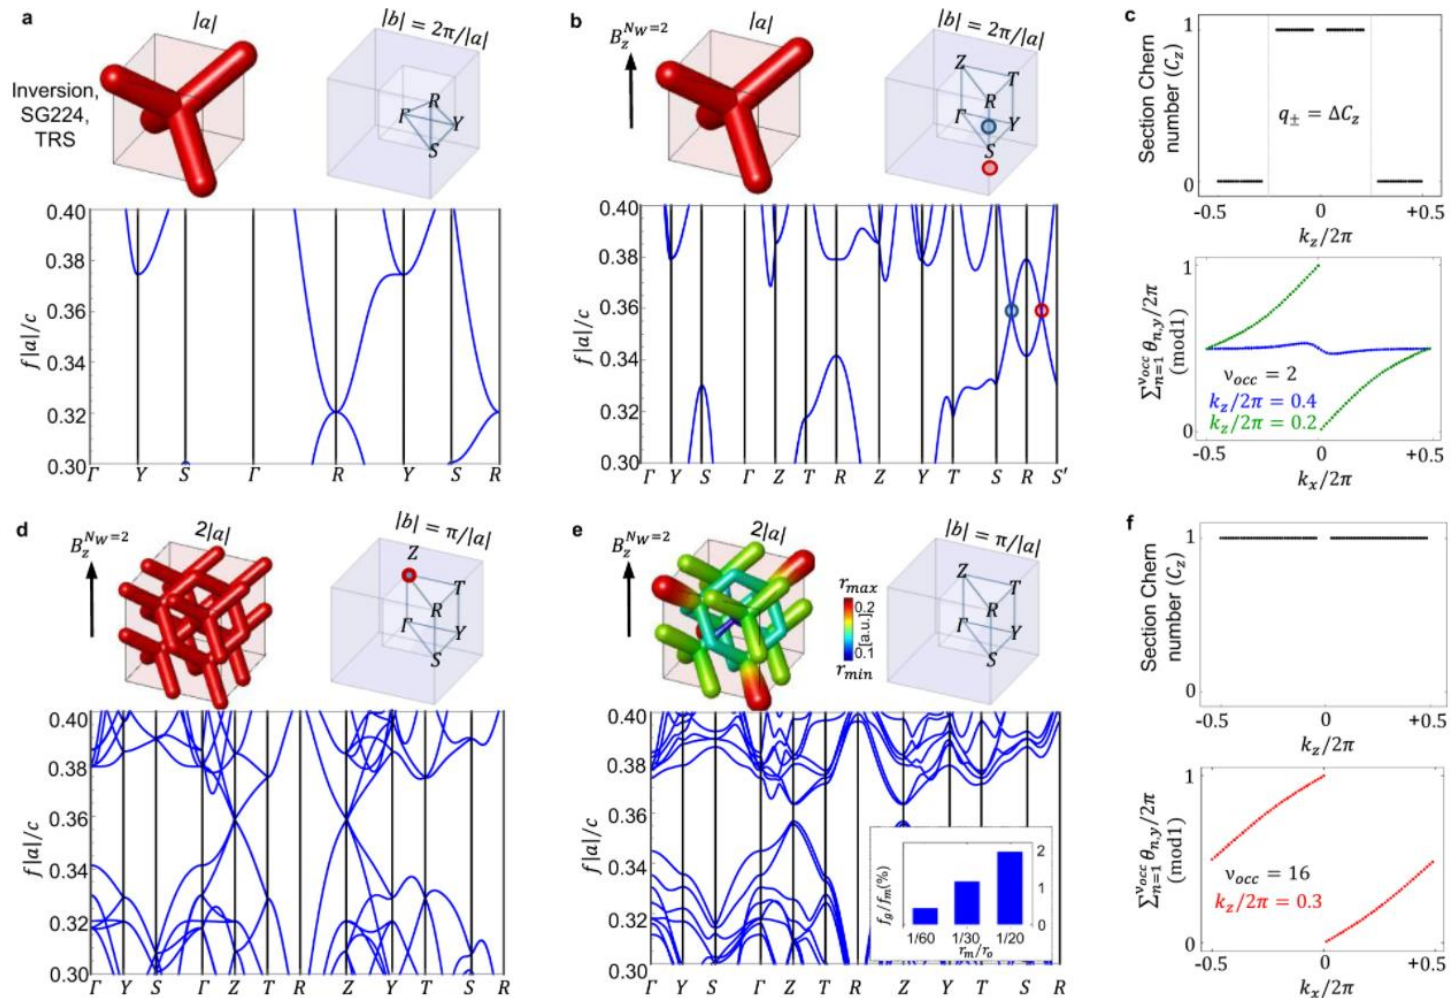 a
|a|
|b| = 2π/|a|
Inversion,
SG224,
TRS
Γ
R
Y
S
f|a|/c
0.40
0.38
0.36
0.34
0.32
0.30
Γ Y S Γ R Y S R
b
B_z^{N_W=2}
|a|
|b| = 2π/|a|
Z
T
R
Γ
Y
S
f|a|/c
0.40
0.38
0.36
0.34
0.32
0.30
Γ Y S Γ Z T R Z Y T S R S'
c
Section Chern
number (C_z)
1
0
q_± = ΔC_z
-0.5 0 +0.5
k_z/2π
∑_{n=1}^{ν_occ} θ_{n,y}/2π
(mod1)
1
0
ν_occ = 2
k_z/2π = 0.4
k_z/2π = 0.2
-0.5 0 +0.5
k_x/2π
d
B_z^{N_W=2}
2|a|
|b| = π/|a|
Z
T
R
Γ
Y
S
f|a|/c
0.40
0.38
0.36
0.34
0.32
0.30
Γ Y S Γ Z T R Z Y T S R
e
B_z^{N_W=2}
2|a|
r_max
0.2
[a.u.]
0.1
r_min
|b| = π/|a|
Z
T
R
Γ
Y
S
f|a|/c
0.40
0.38
0.36
0.34
0.32
0.30
f_g/f_m(%)
2
1
0
1/60 1/30 1/20
r_m/r_o
Γ Y S Γ Z T R Z Y T S R
f
Section Chern
number (C_z)
1
0
-0.5 0 +0.5
k_z/2π
∑_{n=1}^{ν_occ} θ_{n,y}/2π
(mod1)
1
0
ν_occ = 16
k_z/2π = 0.3
-0.5 0 +0.5
k_x/2π